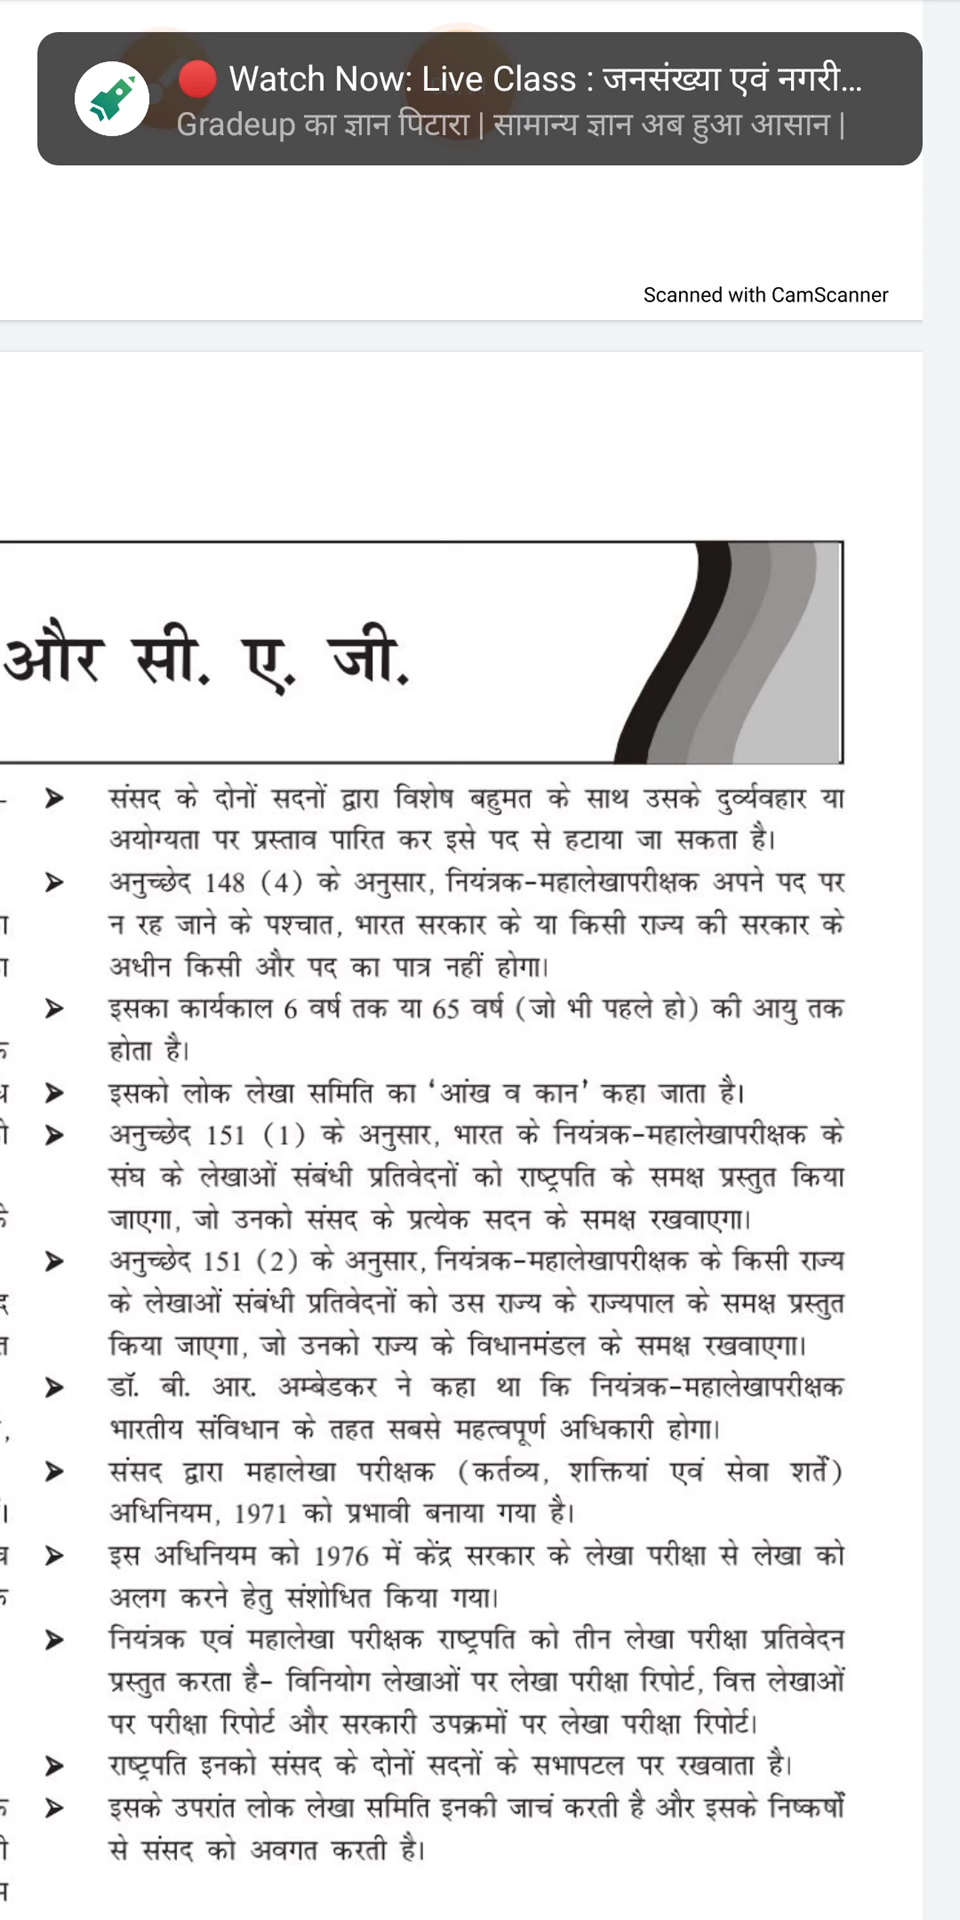 Watch Now: Live Class : जनसंख्या एवं नगरी...
Gradeup का ज्ञान पिटारा | सामान्य ज्ञान अब हुआ आसान |
Scanned with CamScanner
और सी. ए. जी.
➤ संसद के दोनों सदनों द्वारा विशेष बहुमत के साथ उसके दुर्व्यवहार या
अयोग्यता पर प्रस्ताव पारित कर इसे पद से हटाया जा सकता है।
➤ अनुच्छेद 148 (4) के अनुसार, नियंत्रक-महालेखापरीक्षक अपने पद पर
न रह जाने के पश्चात, भारत सरकार के या किसी राज्य की सरकार के
अधीन किसी और पद का पात्र नहीं होगा।
➤ इसका कार्यकाल 6 वर्ष तक या 65 वर्ष (जो भी पहले हो) की आयु तक
होता है।
➤ इसको लोक लेखा समिति का ‘आंख व कान’ कहा जाता है।
➤ अनुच्छेद 151 (1) के अनुसार, भारत के नियंत्रक-महालेखापरीक्षक के
संघ के लेखाओं संबंधी प्रतिवेदनों को राष्ट्रपति के समक्ष प्रस्तुत किया
जाएगा, जो उनको संसद के प्रत्येक सदन के समक्ष रखवाएगा।
➤ अनुच्छेद 151 (2) के अनुसार, नियंत्रक-महालेखापरीक्षक के किसी राज्य
के लेखाओं संबंधी प्रतिवेदनों को उस राज्य के राज्यपाल के समक्ष प्रस्तुत
किया जाएगा, जो उनको राज्य के विधानमंडल के समक्ष रखवाएगा।
➤ डॉ. बी. आर. अम्बेडकर ने कहा था कि नियंत्रक-महालेखापरीक्षक
भारतीय संविधान के तहत सबसे महत्वपूर्ण अधिकारी होगा।
➤ संसद द्वारा महालेखा परीक्षक (कर्तव्य, शक्तियां एवं सेवा शर्तें)
अधिनियम, 1971 को प्रभावी बनाया गया है।
➤ इस अधिनियम को 1976 में केंद्र सरकार के लेखा परीक्षा से लेखा को
अलग करने हेतु संशोधित किया गया।
➤ नियंत्रक एवं महालेखा परीक्षक राष्ट्रपति को तीन लेखा परीक्षा प्रतिवेदन
प्रस्तुत करता है- विनियोग लेखाओं पर लेखा परीक्षा रिपोर्ट, वित्त लेखाओं
पर परीक्षा रिपोर्ट और सरकारी उपक्रमों पर लेखा परीक्षा रिपोर्ट।
➤ राष्ट्रपति इनको संसद के दोनों सदनों के सभापटल पर रखवाता है।
➤ इसके उपरांत लोक लेखा समिति इनकी जाचं करती है और इसके निष्कर्षों
से संसद को अवगत करती है।